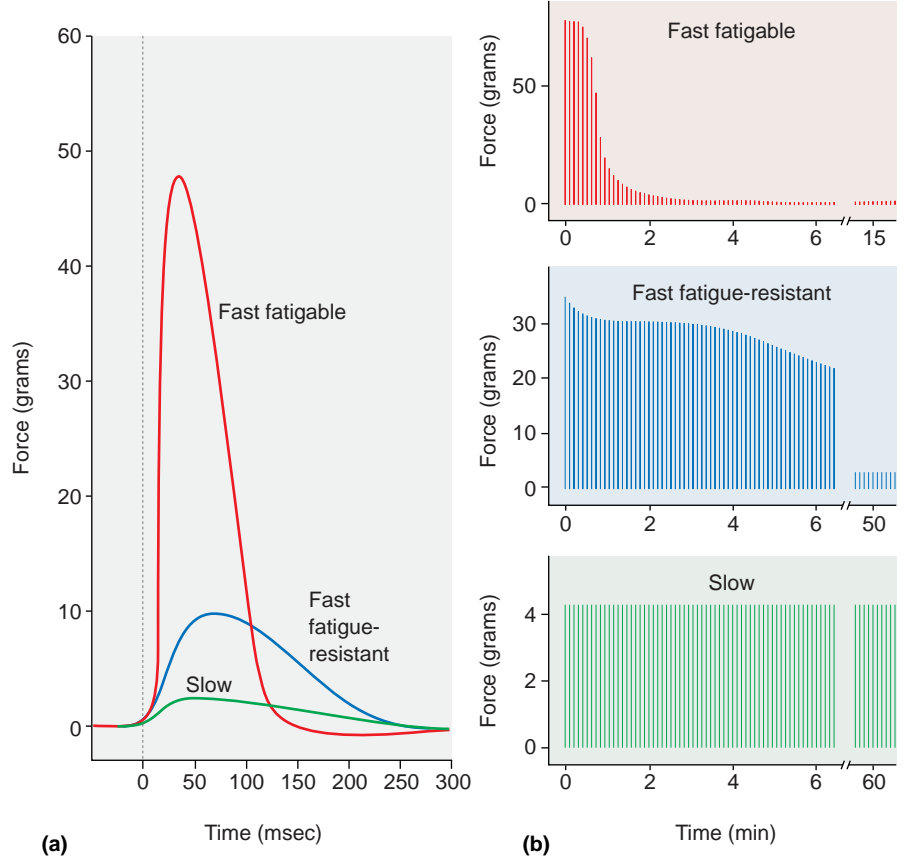 60
50
40
30
20
10
0
Force (grams)
Fast fatigable
Fast
fatigue-
resistant
Slow
0 50 100 150 200 250 300
Time (msec)
(a)
Fast fatigable
Force (grams)
50
0
0 2 4 6 15
Fast fatigue-resistant
Force (grams)
30
20
10
0
0 2 4 6 50
Slow
Force (grams)
4
2
0
0 2 4 6 60
Time (min)
(b)